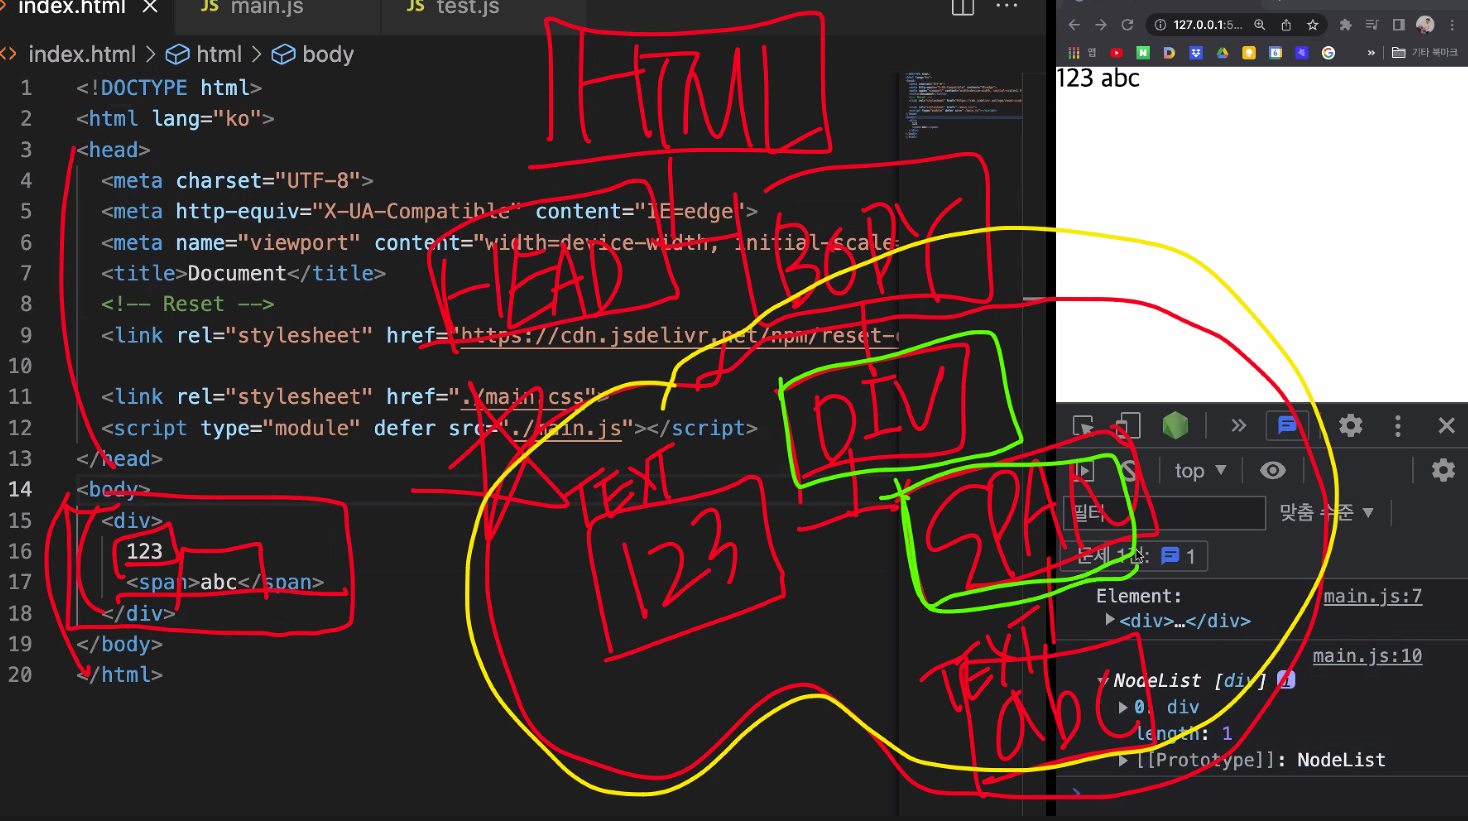 index.html
JS main.js
JS test.js
index.html > html > body
1 <!DOCTYPE html>
2 <html lang="ko">
3 <head>
4 <meta charset="UTF-8">
5 <meta http-equiv="X-UA-Compatible" content="IE=edge">
6 <meta name="viewport" content="width=device-width, initial-scale=
7 <title>Document</title>
8 <!-- Reset -->
9 <link rel="stylesheet" href="https://cdn.jsdelivr.net/npm/reset-
10
11 <link rel="stylesheet" href="./main.css">
12 <script type="module" defer src="./main.js"></script>
13 </head>
14 <body>
15 <div>
16 123
17 <span>abc</span>
18 </div>
19 </body>
20 </html>
HTML
HEAD
BODY
DIV
TEXT
123
SPAN
TEXT
abc
127.0.0.1:5...
앱
» 기타 북마크
123 abc
top
필터
맞춤 수준
문제 1건: 1
Element:
main.js:7
<div>…</div>
main.js:10
NodeList [div] i
0: div
length: 1
[[Prototype]]: NodeList